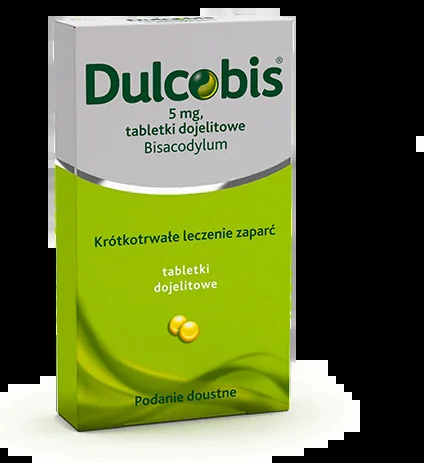 Dulcobis®
5 mg,
tabletki dojelitowe
Bisacodylum
Krótkotrwałe leczenie zaparć
tabletki
dojelitowe
Podanie doustne